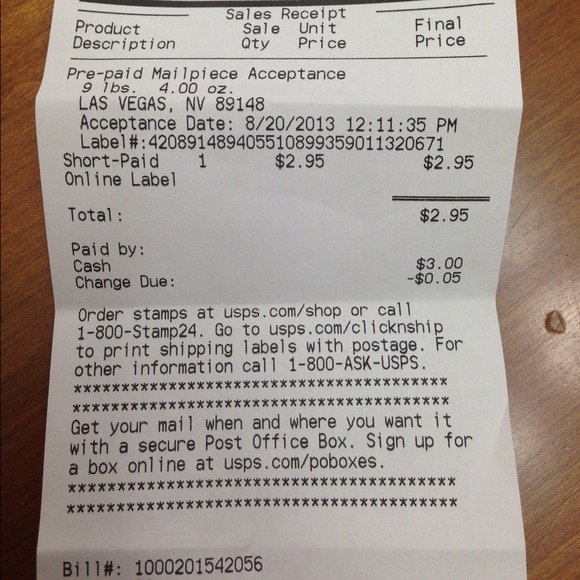 Sales Receipt
Product Sale Unit Final
Description Qty Price Price
Pre-paid Mailpiece Acceptance
9 lbs. 4.00 oz.
LAS VEGAS, NV 89148
Acceptance Date: 8/20/2013 12:11:35 PM
Label#:420891489405510899359011320671
Short-Paid 1 $2.95 $2.95
Online Label
Total: $2.95
Paid by:
Cash $3.00
Change Due: -$0.05
Order stamps at usps.com/shop or call
1-800-Stamp24. Go to usps.com/clicknship
to print shipping labels with postage. For
other information call 1-800-ASK-USPS.
***************************************
***************************************
Get your mail when and where you want it
with a secure Post Office Box. Sign up for
a box online at usps.com/poboxes.
***************************************
***************************************
Bill#: 1000201542056